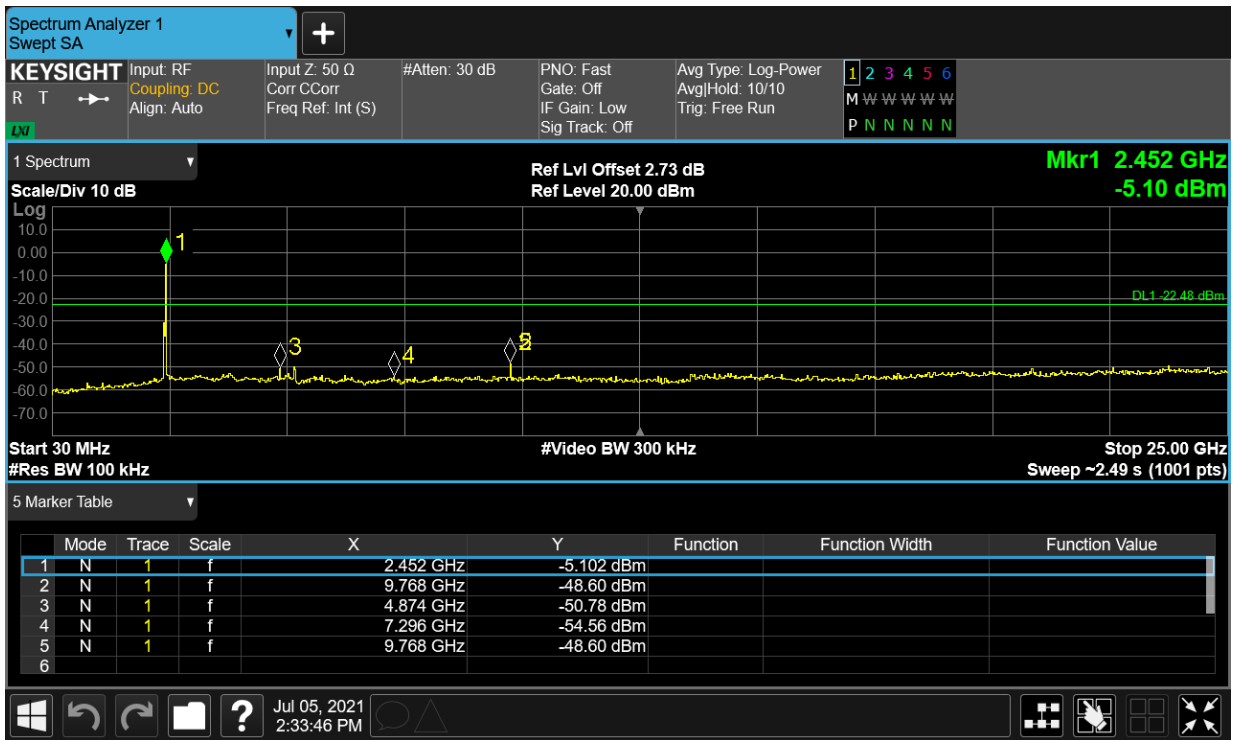 Spectrum Analyzer 1
Swept SA
+
KEYSIGHT Input: RF Input Z: 50 Ω #Atten: 30 dB PNO: Fast Avg Type: Log-Power 1 2 3 4 5 6
R T Coupling: DC Corr CCorr Gate: Off Avg|Hold: 10/10 M W W W W W
Align: Auto Freq Ref: Int (S) IF Gain: Low Trig: Free Run
LXI Sig Track: Off P N N N N N
1 Spectrum Ref Lvl Offset 2.73 dB Mkr1 2.452 GHz
Scale/Div 10 dB Ref Level 20.00 dBm -5.10 dBm
Log
10.0
1
0.00
-10.0
-20.0 DL1 -22.48 dBm
-30.0
-40.0
3 4
-50.0
-60.0
-70.0
Start 30 MHz #Video BW 300 kHz Stop 25.00 GHz
#Res BW 100 kHz Sweep ~2.49 s (1001 pts)
5 Marker Table
Mode Trace Scale X Y Function Function Width Function Value
1 N 1 f 2.452 GHz -5.102 dBm
2 N 1 f 9.768 GHz -48.60 dBm
3 N 1 f 4.874 GHz -50.78 dBm
4 N 1 f 7.296 GHz -54.56 dBm
5 N 1 f 9.768 GHz -48.60 dBm
6
? Jul 05, 2021
2:33:46 PM